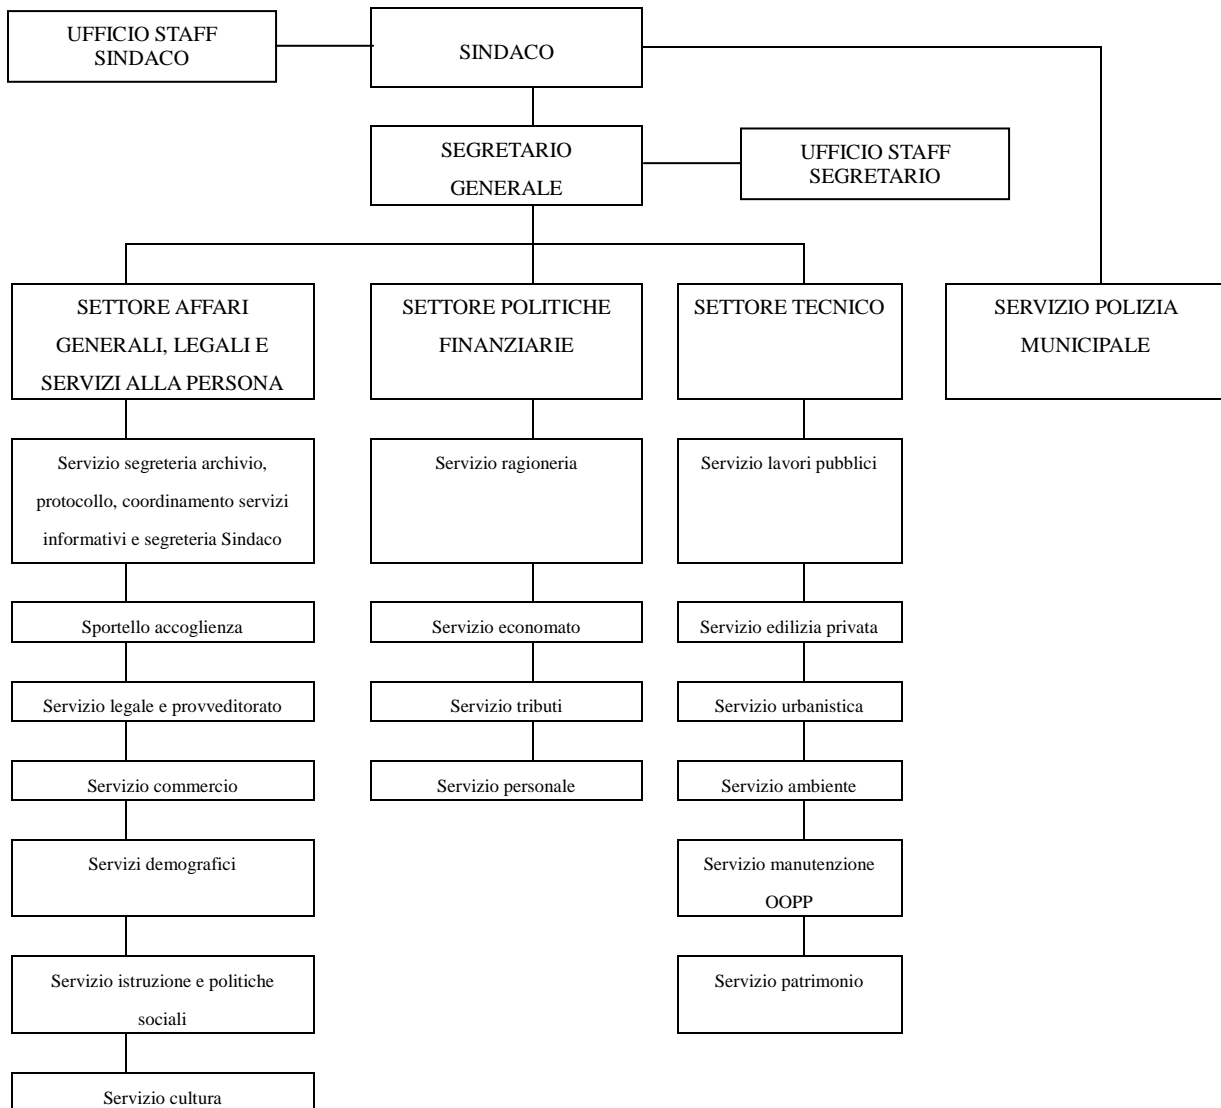 UFFICIO STAFF
SINDACO
SINDACO
SEGRETARIO
GENERALE
UFFICIO STAFF
SEGRETARIO
SETTORE AFFARI
GENERALI, LEGALI E
SERVIZI ALLA PERSONA
SETTORE POLITICHE
FINANZIARIE
SETTORE TECNICO
SERVIZIO POLIZIA
MUNICIPALE
Servizio segreteria archivio,
protocollo, coordinamento servizi
informativi e segreteria Sindaco
Servizio ragioneria
Servizio lavori pubblici
Sportello accoglienza
Servizio economato
Servizio edilizia privata
Servizio legale e provveditorato
Servizio tributi
Servizio urbanistica
Servizio commercio
Servizio personale
Servizio ambiente
Servizi demografici
Servizio manutenzione
OOPP
Servizio istruzione e politiche
sociali
Servizio patrimonio
Servizio cultura